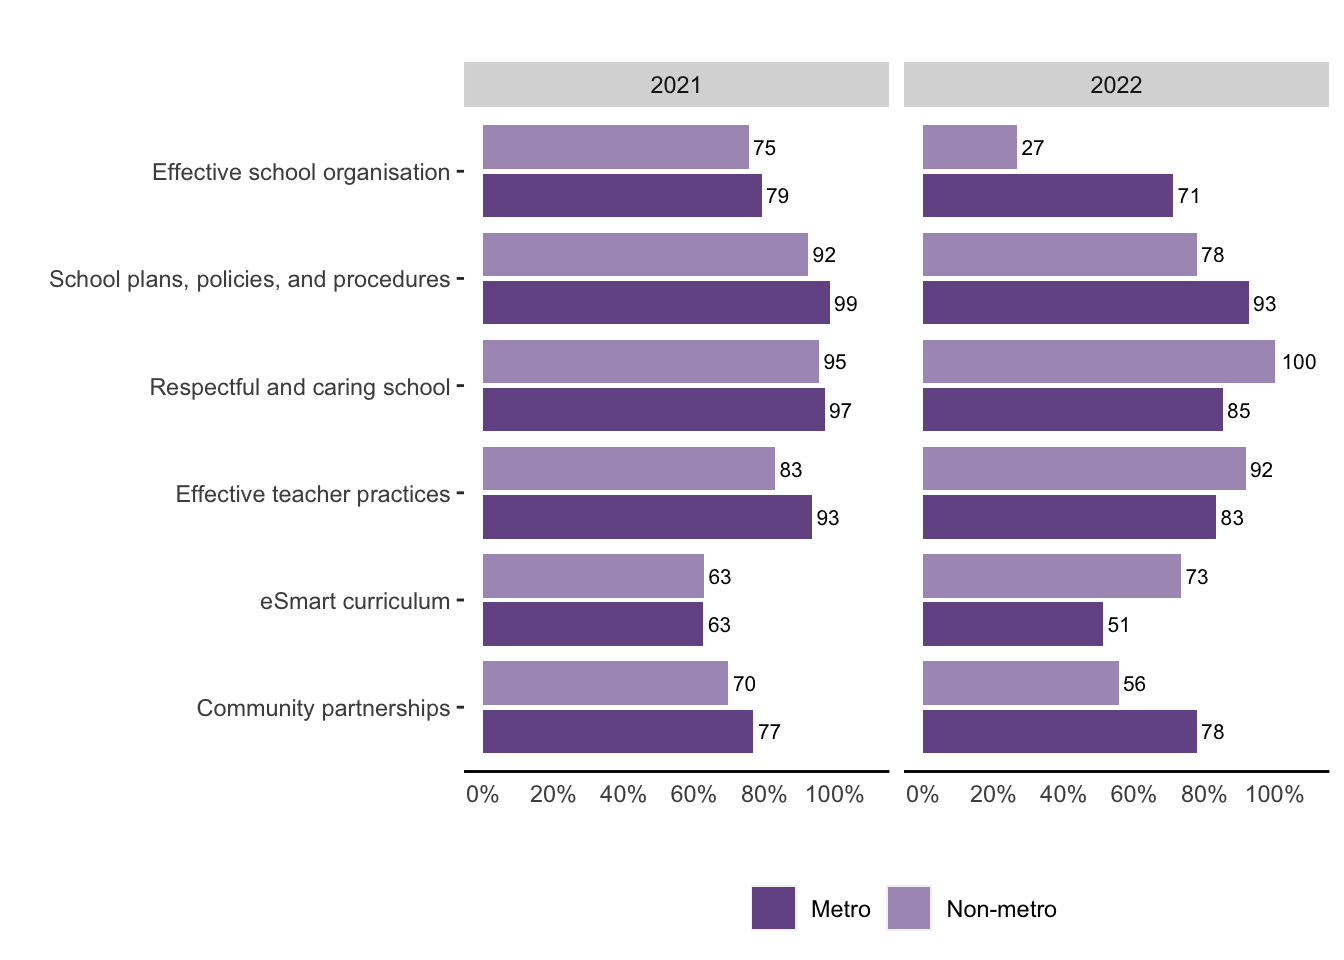 2021
2022
Effective school organisation
75
79
27
71
School plans, policies, and procedures
92
99
78
93
Respectful and caring school
95
97
100
85
Effective teacher practices
83
93
92
83
eSmart curriculum
63
63
73
51
Community partnerships
70
77
56
78
0% 20% 40% 60% 80% 100%
0% 20% 40% 60% 80% 100%
Metro Non-metro